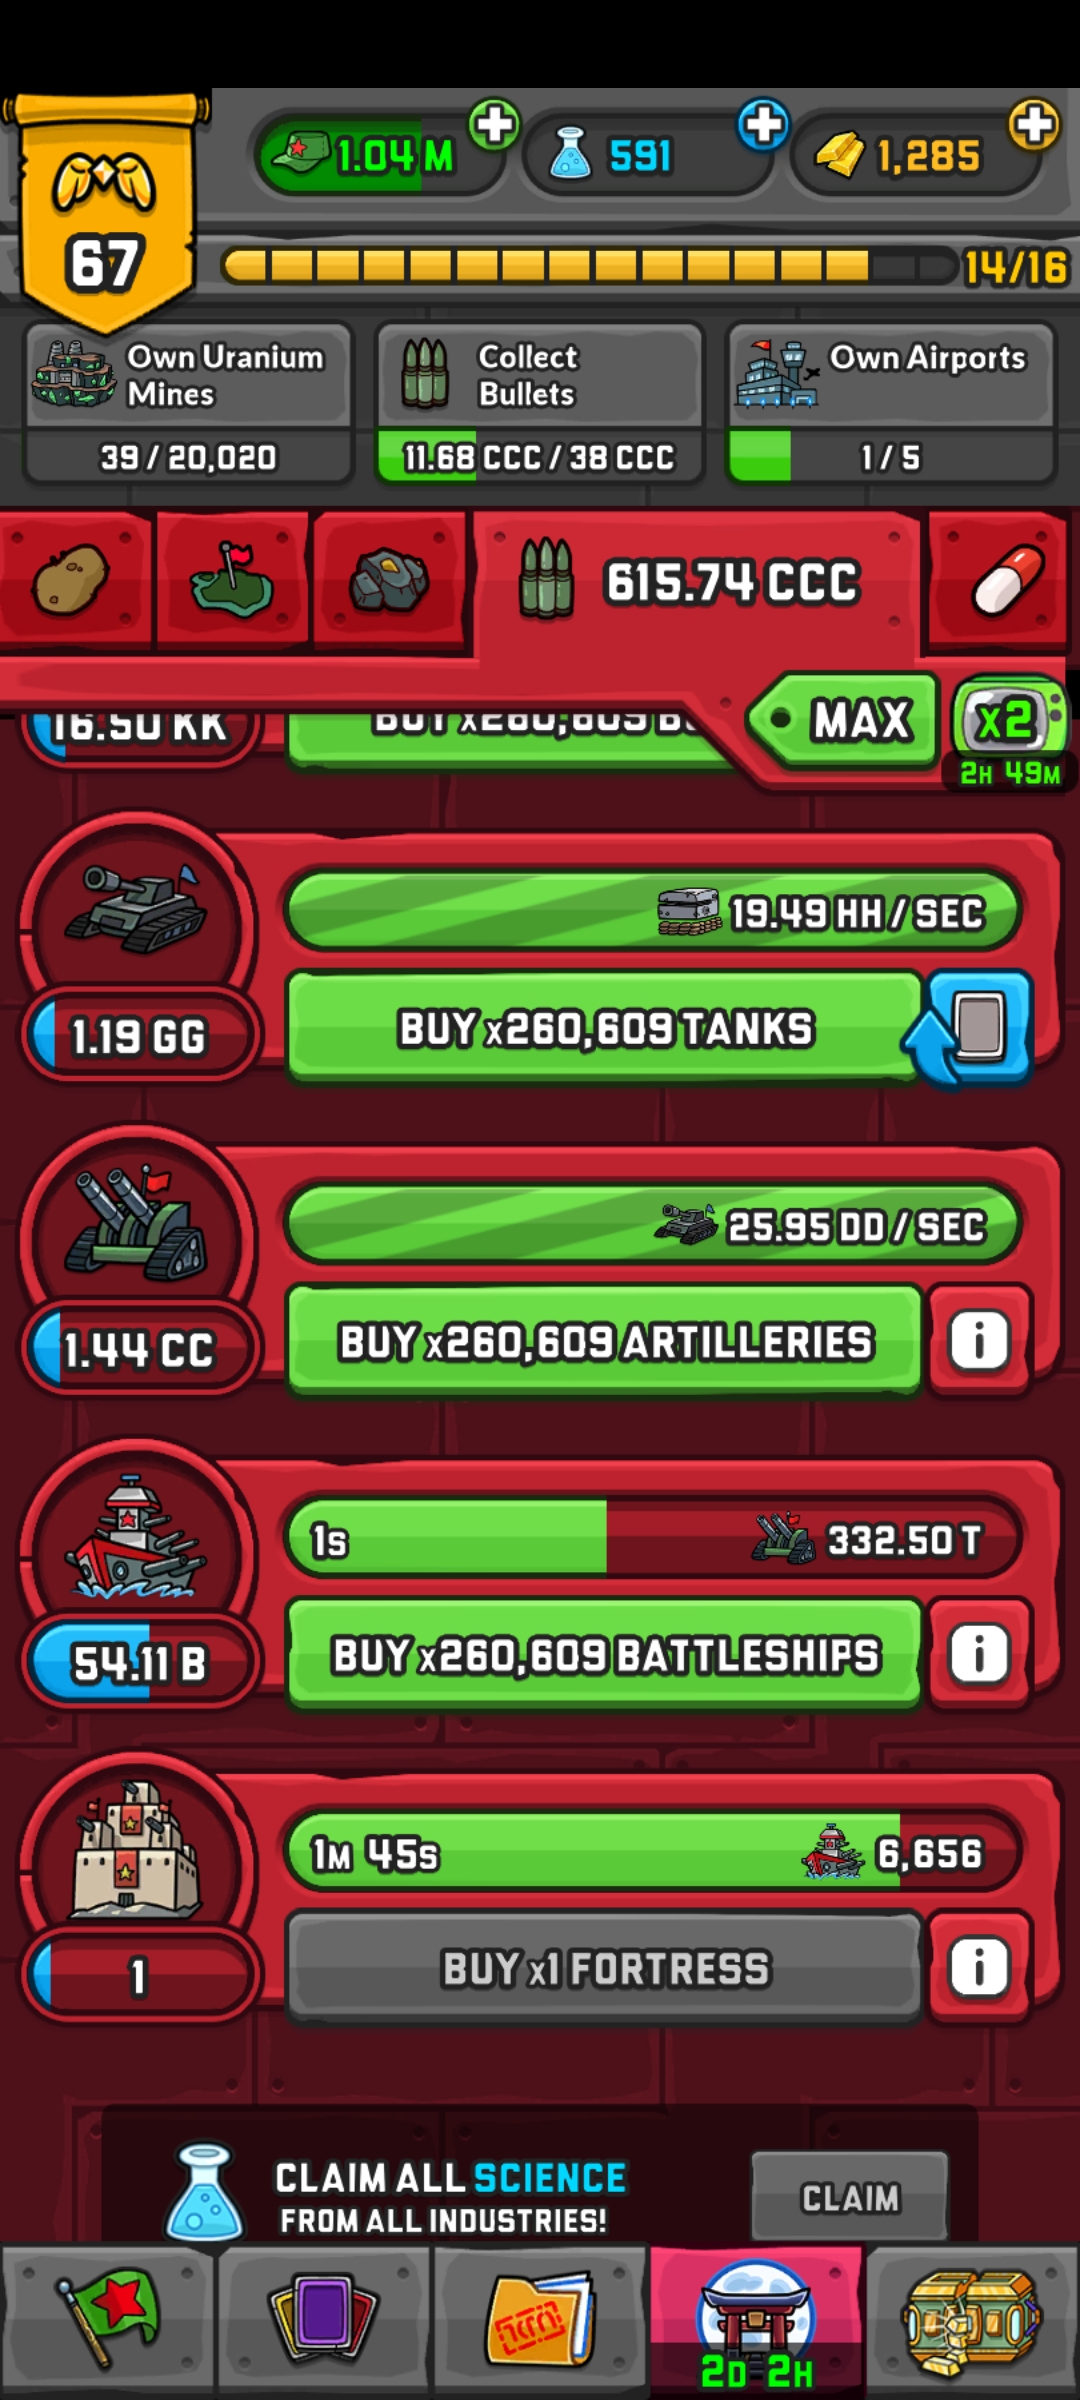 1.04 M
591
1,285
67
14/16
Own Uranium
Mines
39 / 20,020
Collect
Bullets
11.68 CCC / 38 CCC
Own Airports
1 / 5
615.74 CCC
MAX
x2
2H 49M
16.50 KK
BUY x260,609 B
19.49 HH / SEC
1.19 GG
BUY x260,609 TANKS
25.95 DD / SEC
1.44 CC
BUY x260,609 ARTILLERIES
i
1S
332.50 T
54.11 B
BUY x260,609 BATTLESHIPS
i
1M 45S
6,656
1
BUY x1 FORTRESS
i
CLAIM ALL SCIENCE
FROM ALL INDUSTRIES!
CLAIM
2D 2H